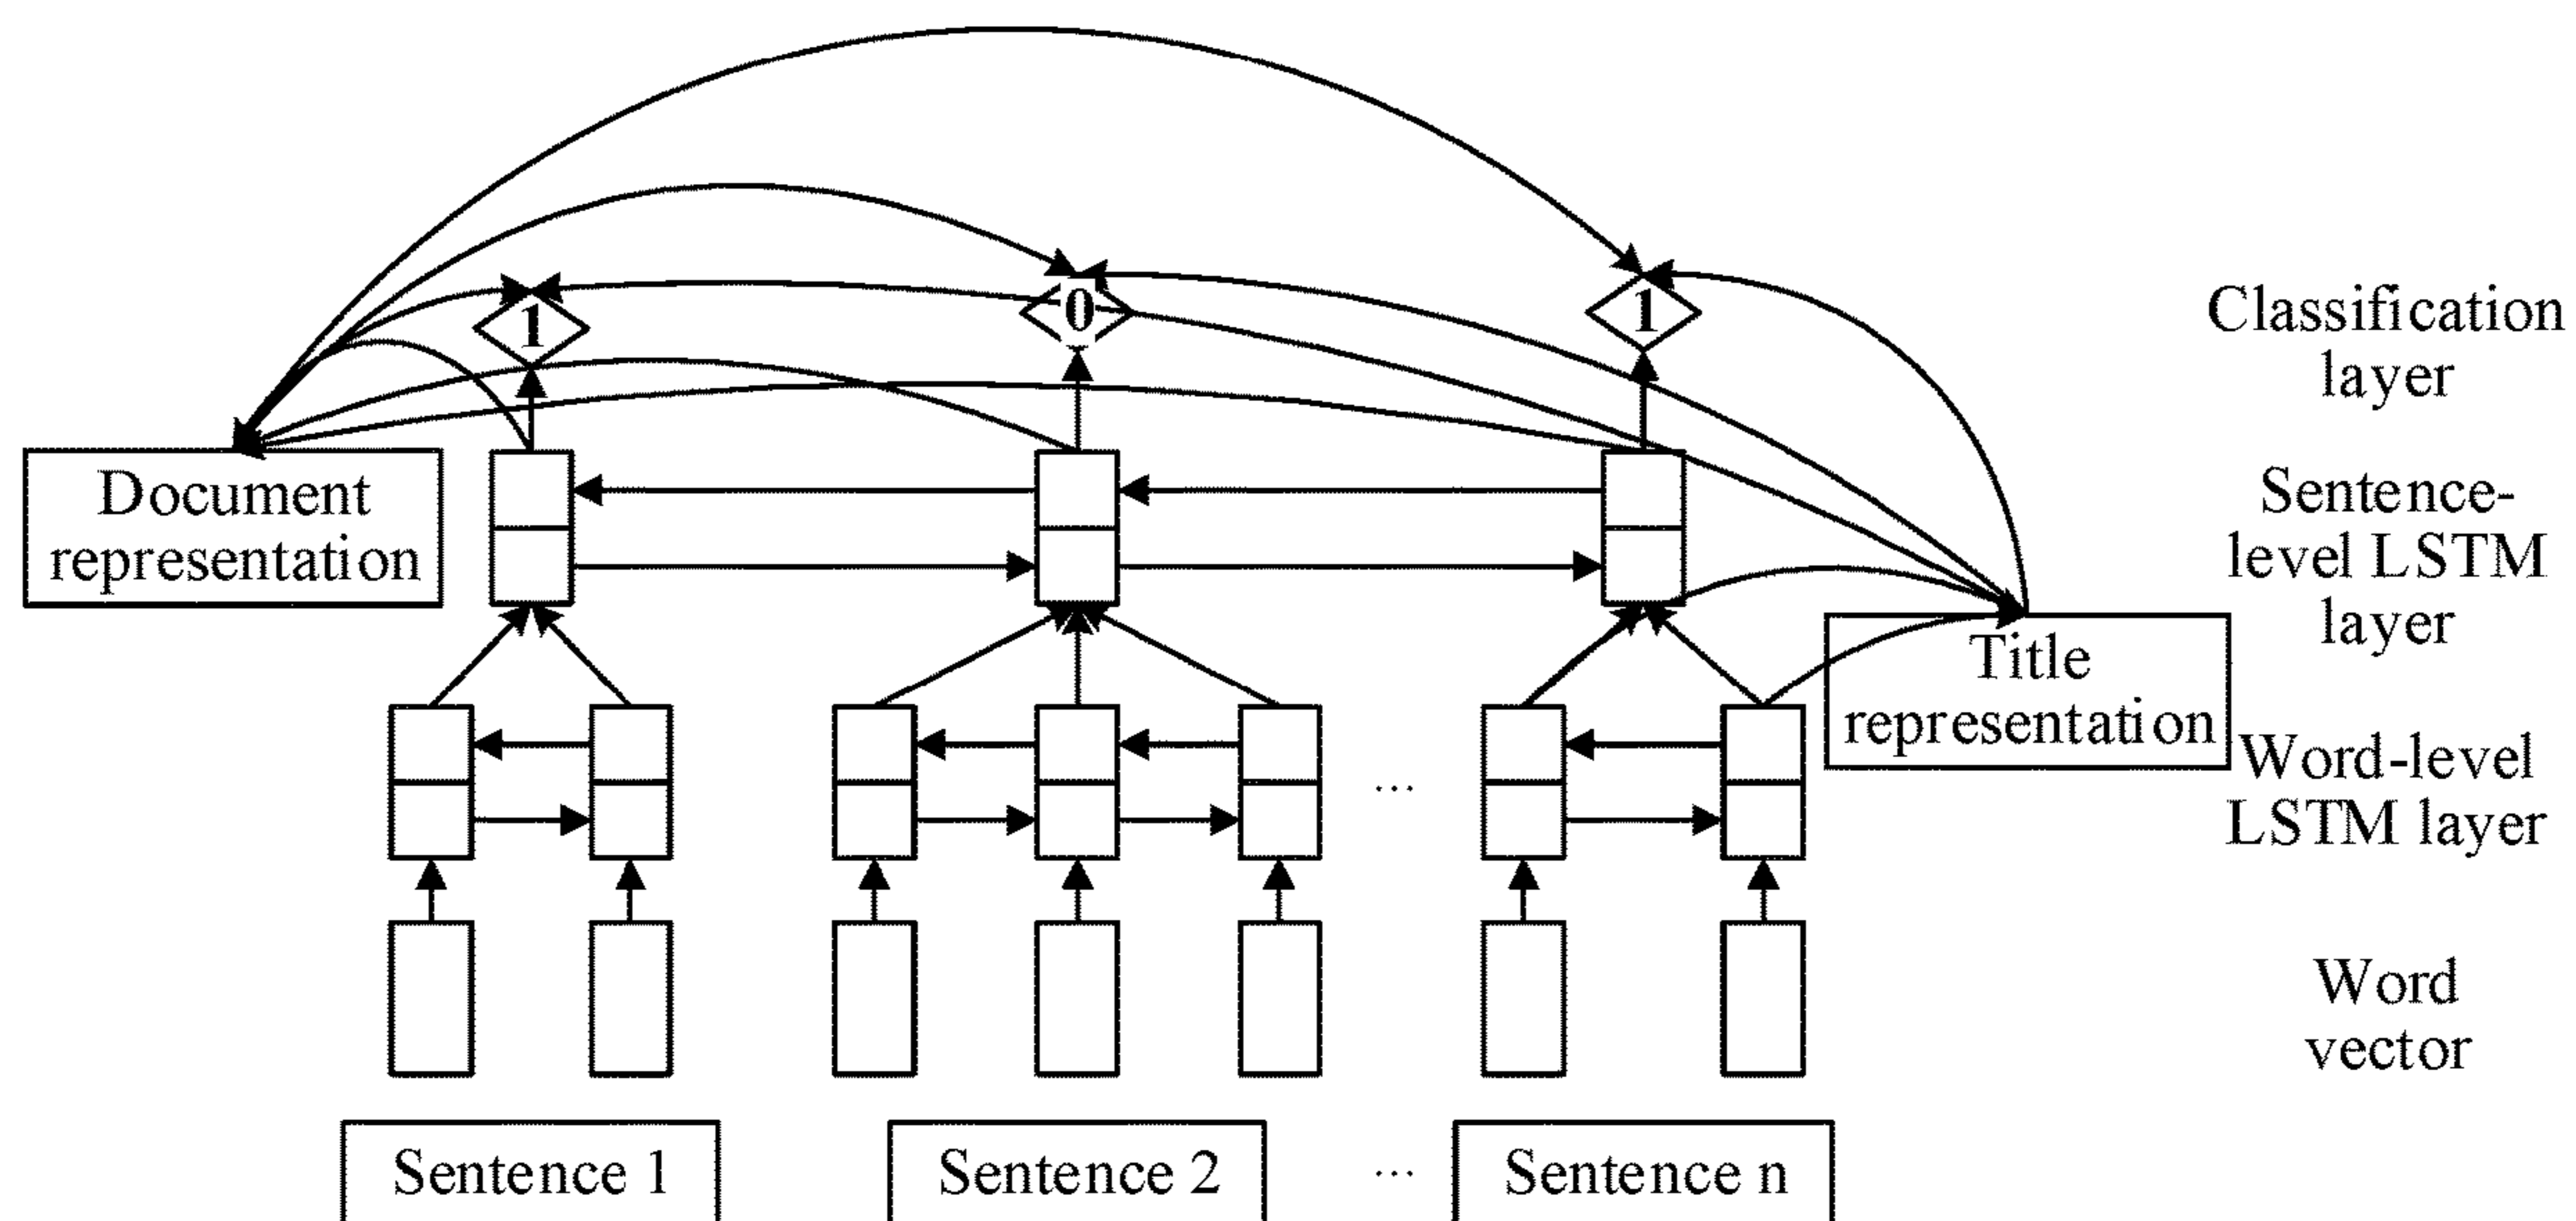 1
0
1
Classification
layer
Document
representation
Sentence-
level LSTM
layer
Title
representation
...
Word-level
LSTM layer
Word
vector
Sentence 1
Sentence 2
...
Sentence n